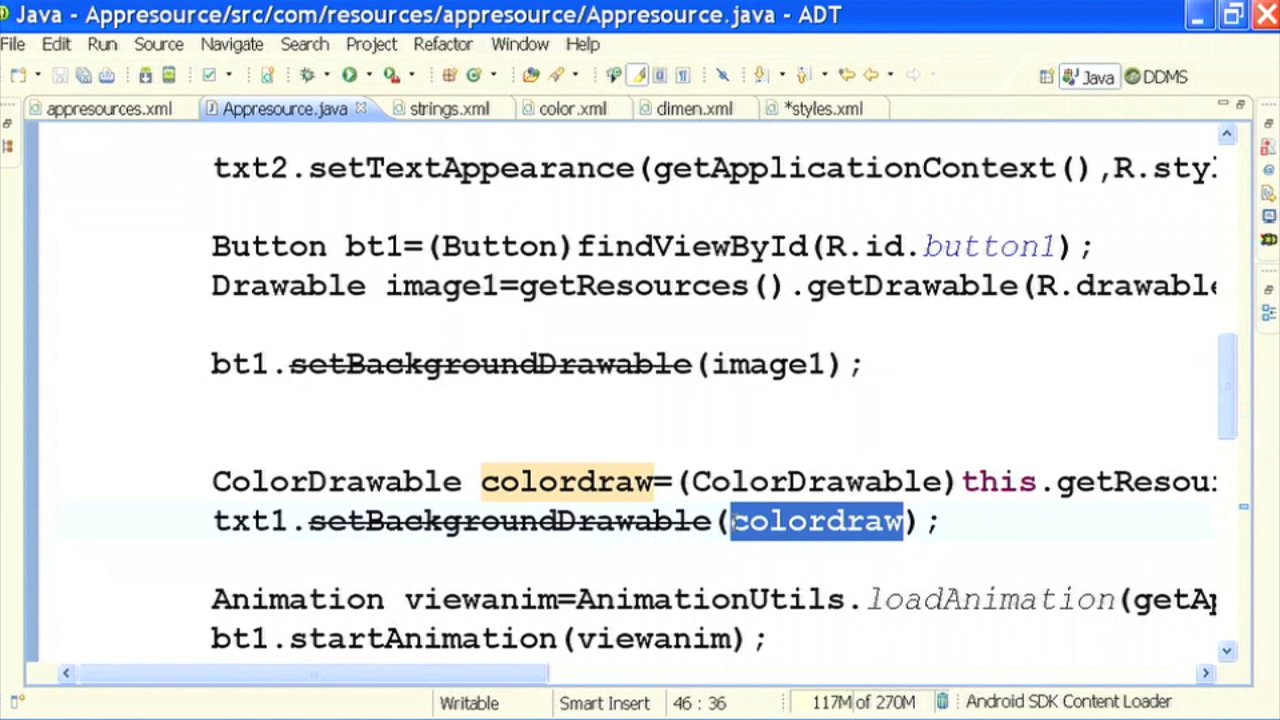 Java - Appresource/src/com/resources/appresource/Appresource.java - ADT
File Edit Run Source Navigate Search Project Refactor Window Help
Java DDMS
appresources.xml Appresource.java strings.xml color.xml dimen.xml *styles.xml
txt2.setTextAppearance(getApplicationContext(),R.sty
Button bt1=(Button)findViewById(R.id.button1);
Drawable image1=getResources().getDrawable(R.drawable
bt1.setBackgroundDrawable(image1);
ColorDrawable colordraw=(ColorDrawable)this.getResou
txt1.setBackgroundDrawable(colordraw);
Animation viewanim=AnimationUtils.loadAnimation(getAp
bt1.startAnimation(viewanim);
Writable Smart Insert 46 : 36 117M of 270M Android SDK Content Loader